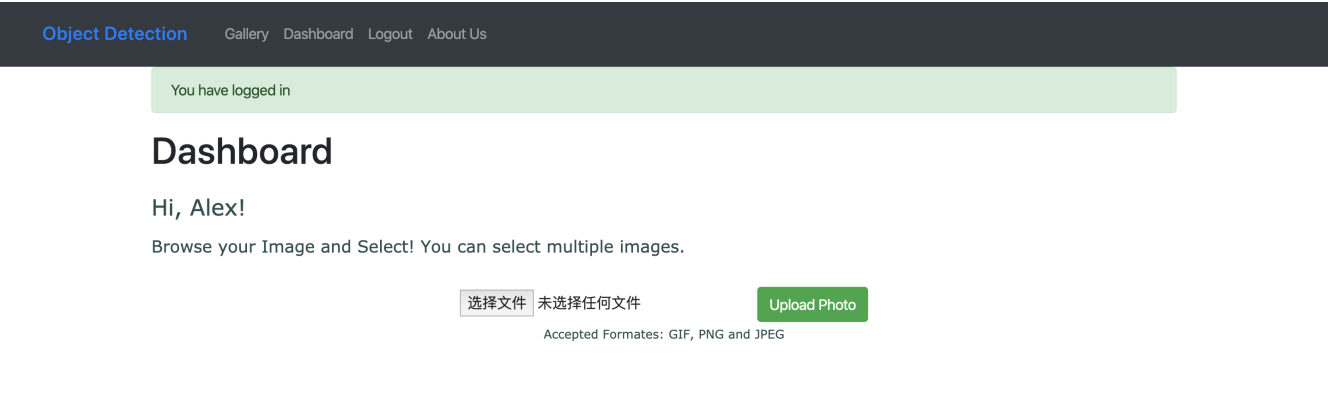 Object Detection Gallery Dashboard Logout About Us
You have logged in
Dashboard
Hi, Alex!
Browse your Image and Select! You can select multiple images.
选择文件 未选择任何文件 Upload Photo
Accepted Formates: GIF, PNG and JPEG